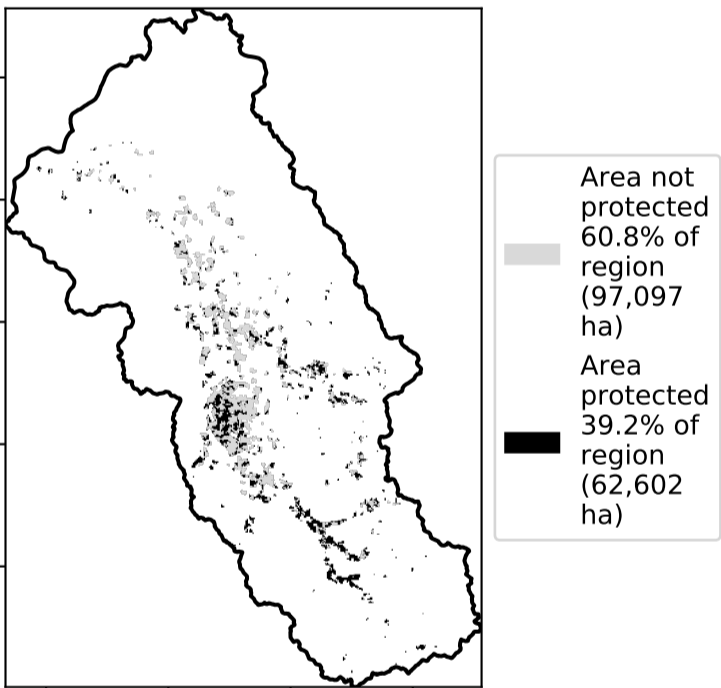 Area not
protected
60.8% of
region
(97,097
ha)
Area
protected
39.2% of
region
(62,602
ha)